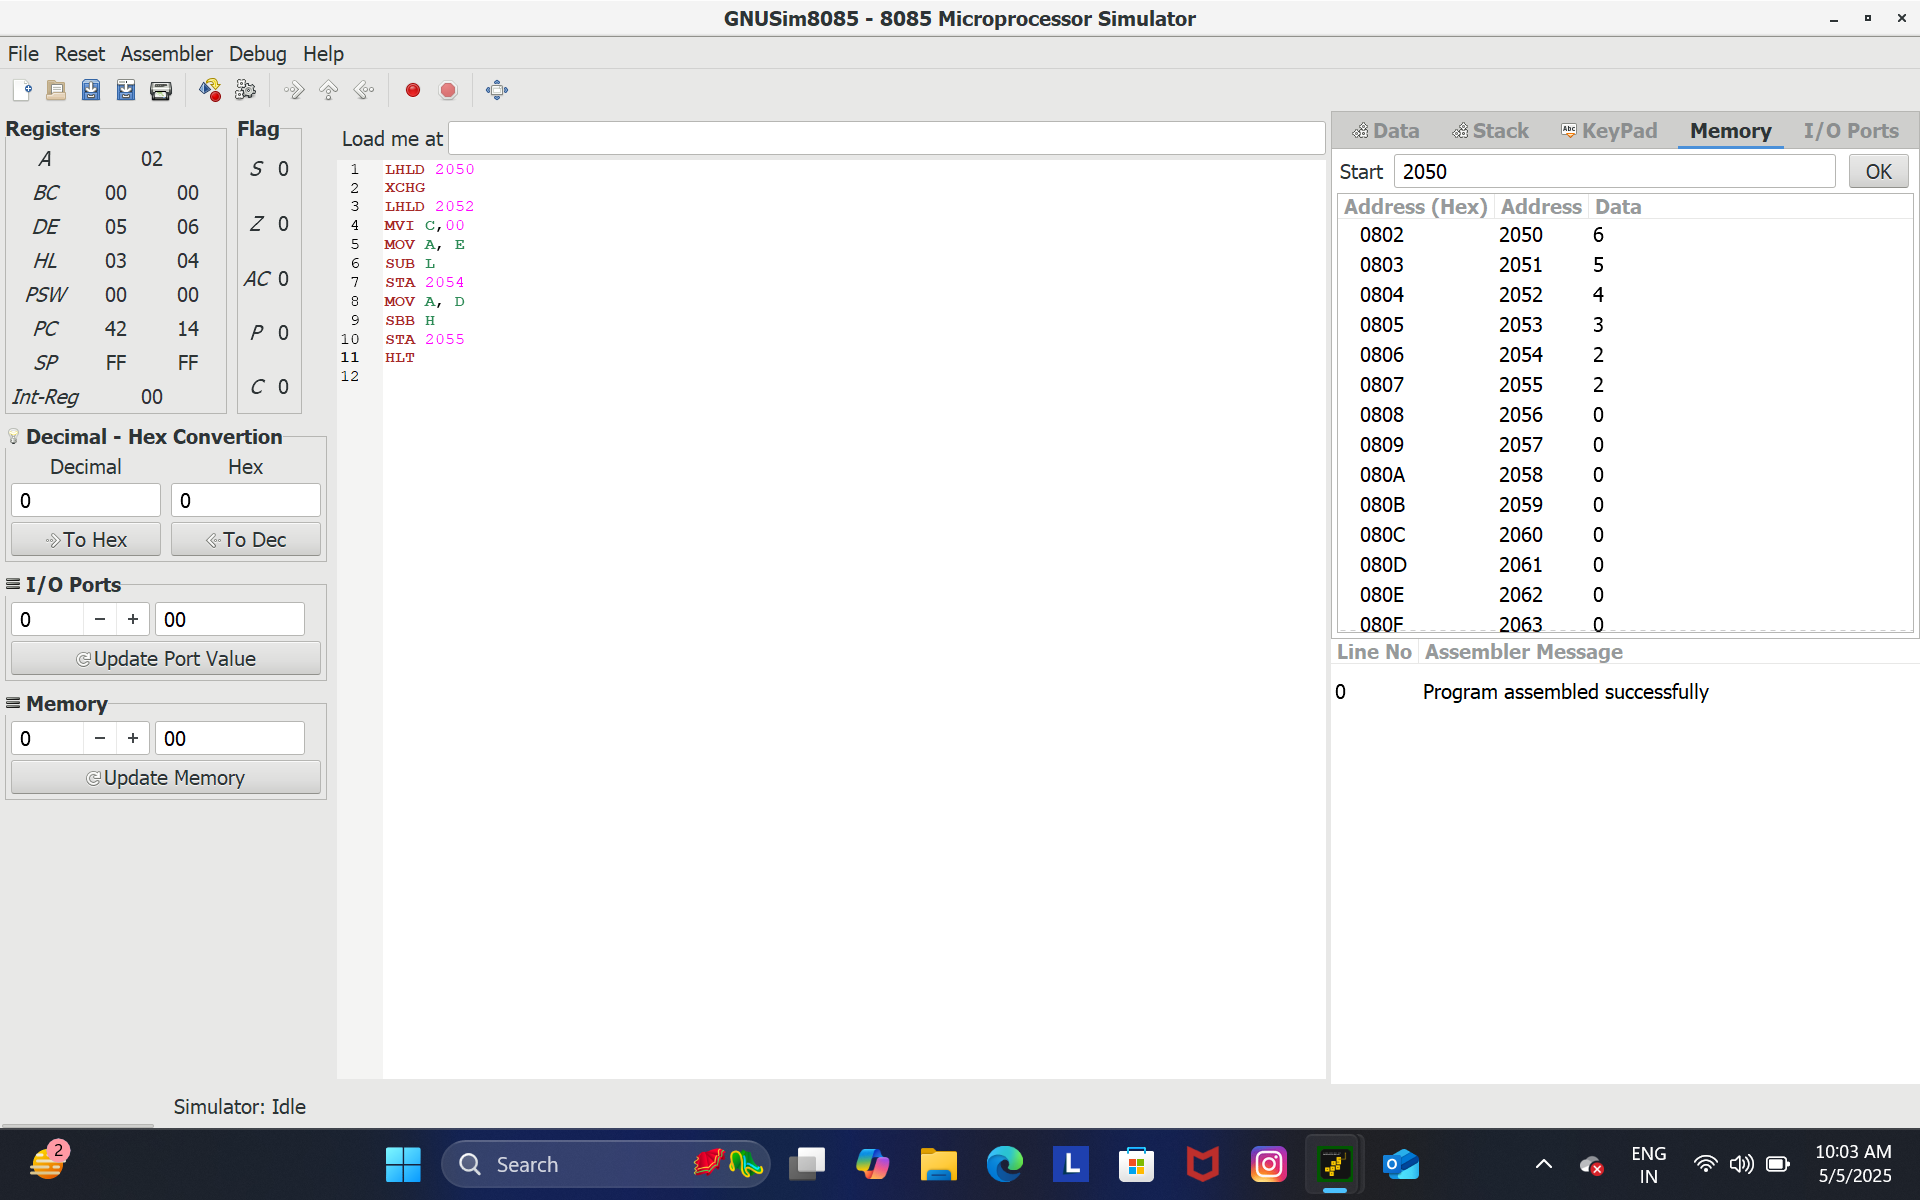 GNUSim8085 - 8085 Microprocessor Simulator
File Reset Assembler Debug Help
Registers
A 02
BC 00 00
DE 05 06
HL 03 04
PSW 00 00
PC 42 14
SP FF FF
Int-Reg 00
Flag
S 0
Z 0
AC 0
P 0
C 0
Decimal - Hex Convertion
Decimal Hex
0 0
To Hex To Dec
I/O Ports
0 − + 00
Update Port Value
Memory
0 − + 00
Update Memory
Load me at
1 LHLD 2050
2 XCHG
3 LHLD 2052
4 MVI C,00
5 MOV A, E
6 SUB L
7 STA 2054
8 MOV A, D
9 SBB H
10 STA 2055
11 HLT
12
Data Stack Abc KeyPad Memory I/O Ports
Start 2050 OK
Address (Hex) Address Data
0802 2050 6
0803 2051 5
0804 2052 4
0805 2053 3
0806 2054 2
0807 2055 2
0808 2056 0
0809 2057 0
080A 2058 0
080B 2059 0
080C 2060 0
080D 2061 0
080E 2062 0
080F 2063 0
Line No Assembler Message
0 Program assembled successfully
Simulator: Idle
2
Search
L
ENG
IN
10:03 AM
5/5/2025